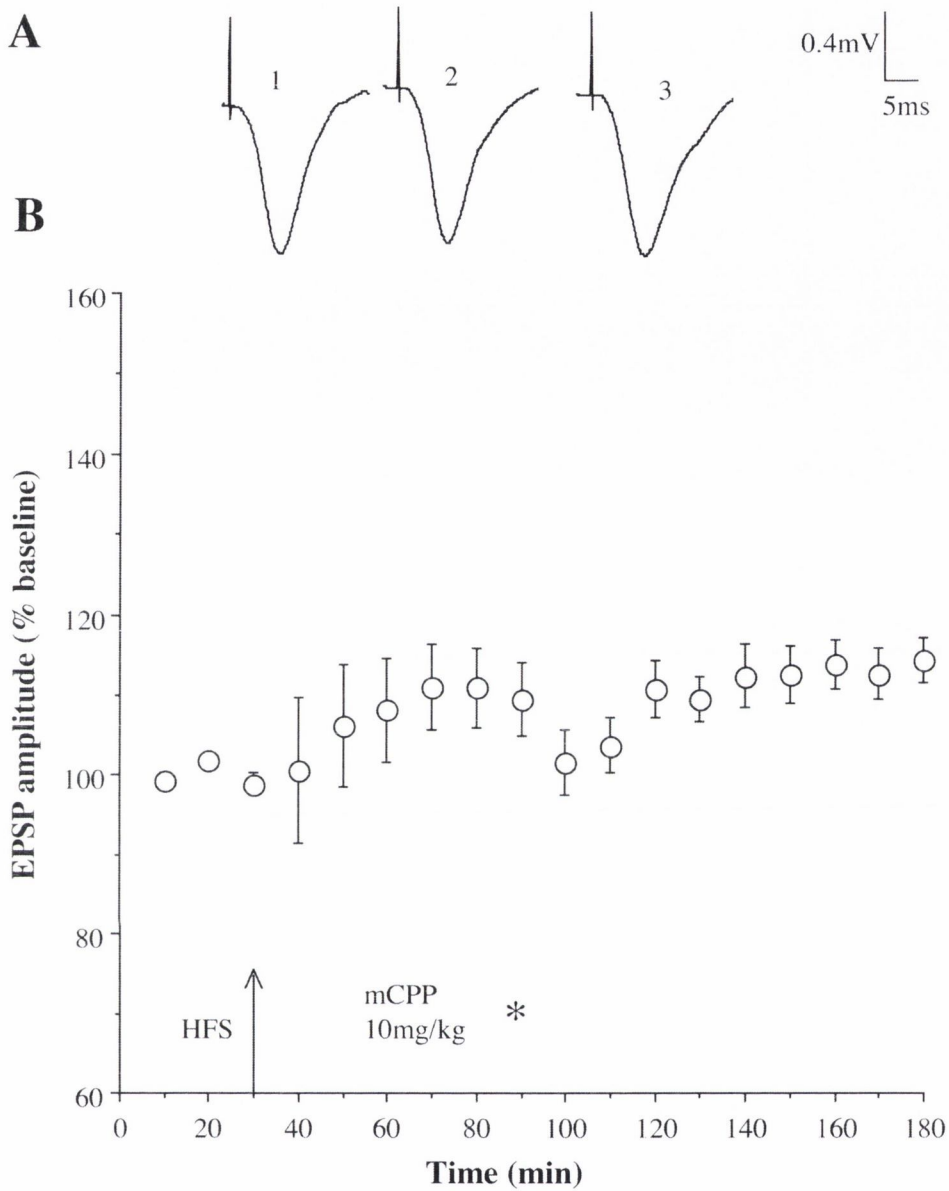 A
1
2
3
0.4mV
5ms
B
160
140
120
100
80
60
EPSP amplitude (% baseline)
HFS
mCPP
10mg/kg
*
0 20 40 60 80 100 120 140 160 180
Time (min)